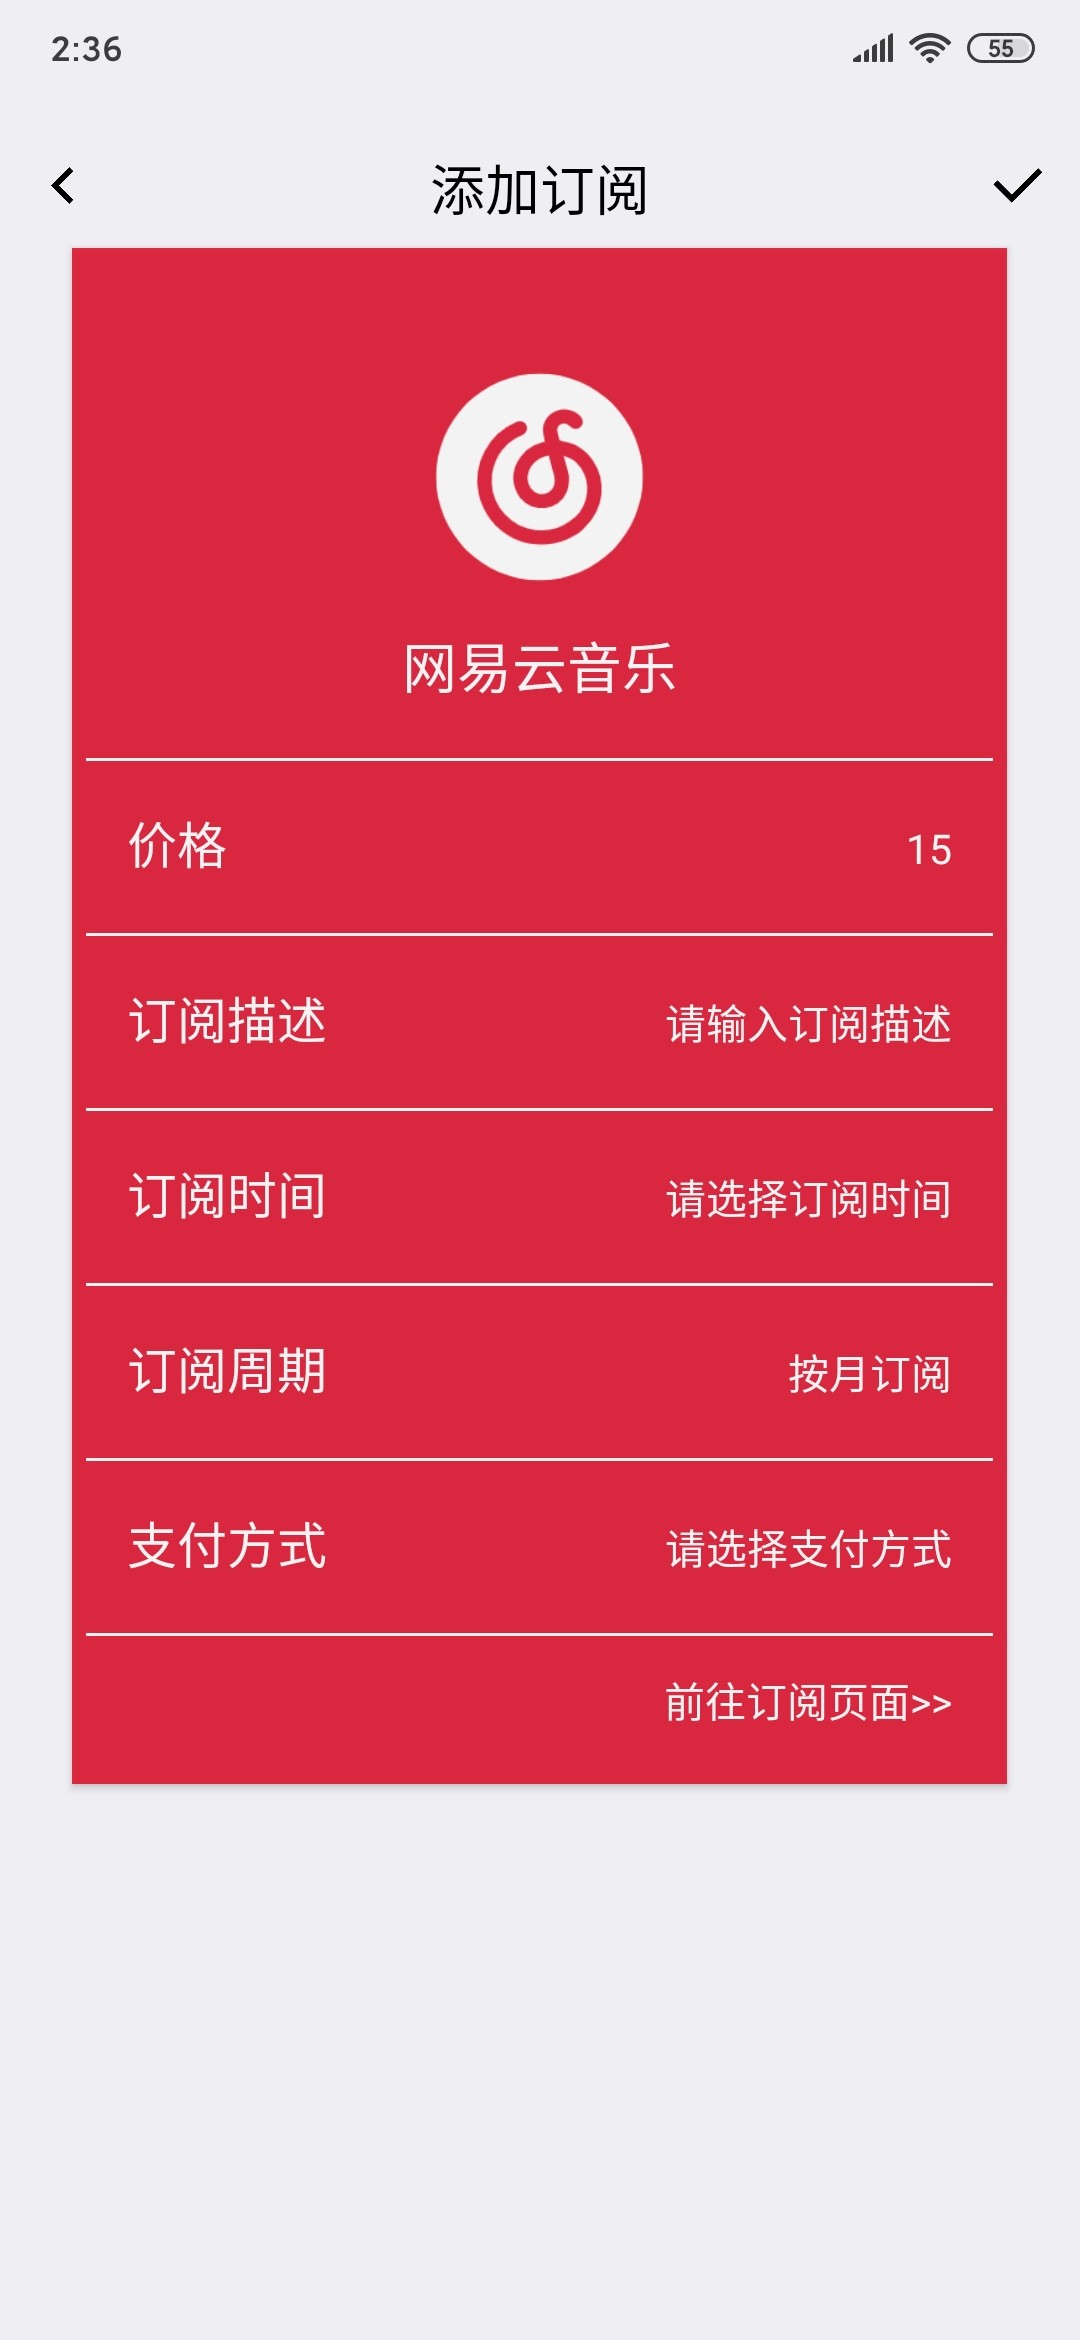 2:36
55
添加订阅
网易云音乐
价格 15
订阅描述 请输入订阅描述
订阅时间 请选择订阅时间
订阅周期 按月订阅
支付方式 请选择支付方式
前往订阅页面>>